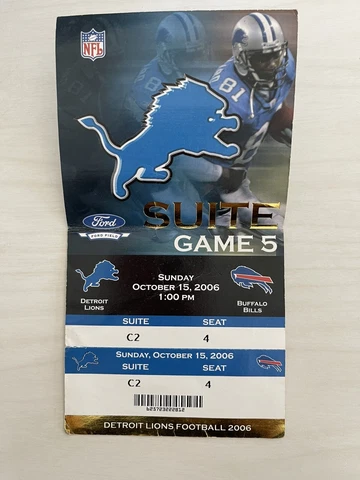 NFL
81
Ford
FORD FIELD
SUITE
GAME 5
SUNDAY
OCTOBER 15, 2006
1:00 PM
DETROIT
LIONS
BUFFALO
BILLS
SUITE SEAT
C2 4
SUNDAY, OCTOBER 15, 2006
SUITE SEAT
C2 4
DETROIT LIONS FOOTBALL 2006